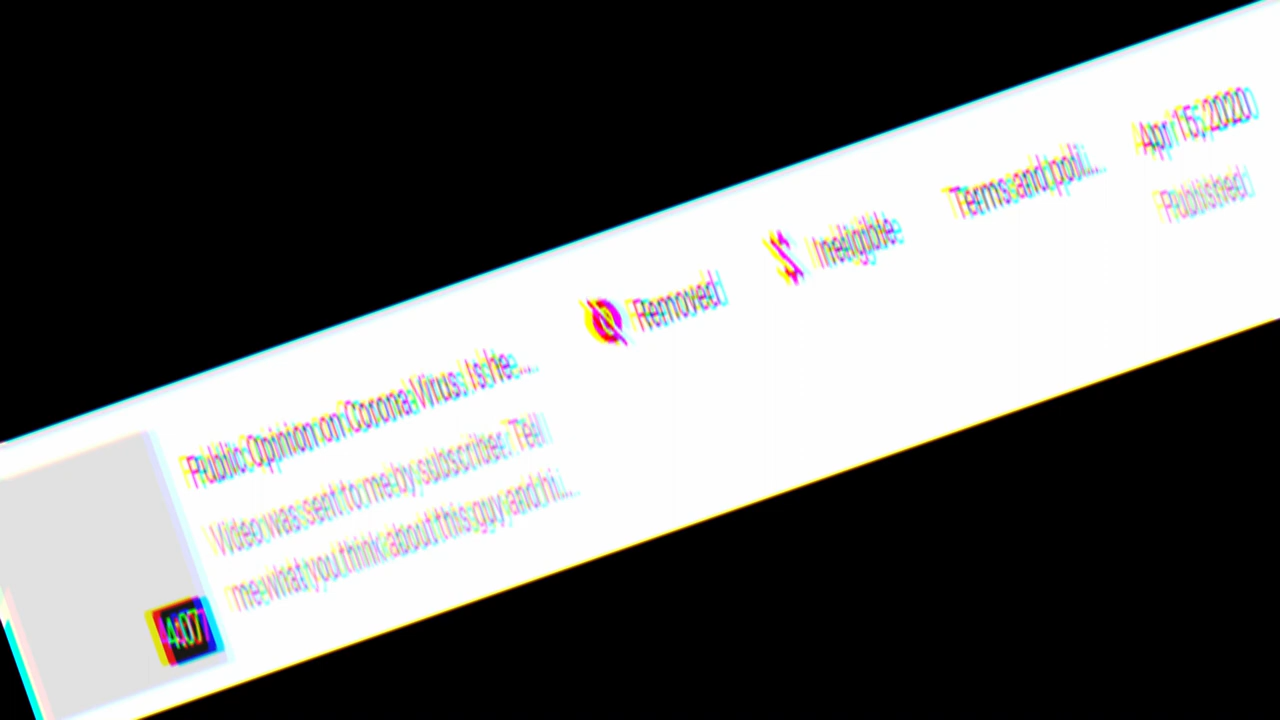 Public Opinion on Corona Virus. Is he...
Video was sent to me by subscriber. Tell
me what you think about this guy and hi...
4:07
Removed
Ineligible
Terms and poli...
Apr 15, 2020
Published